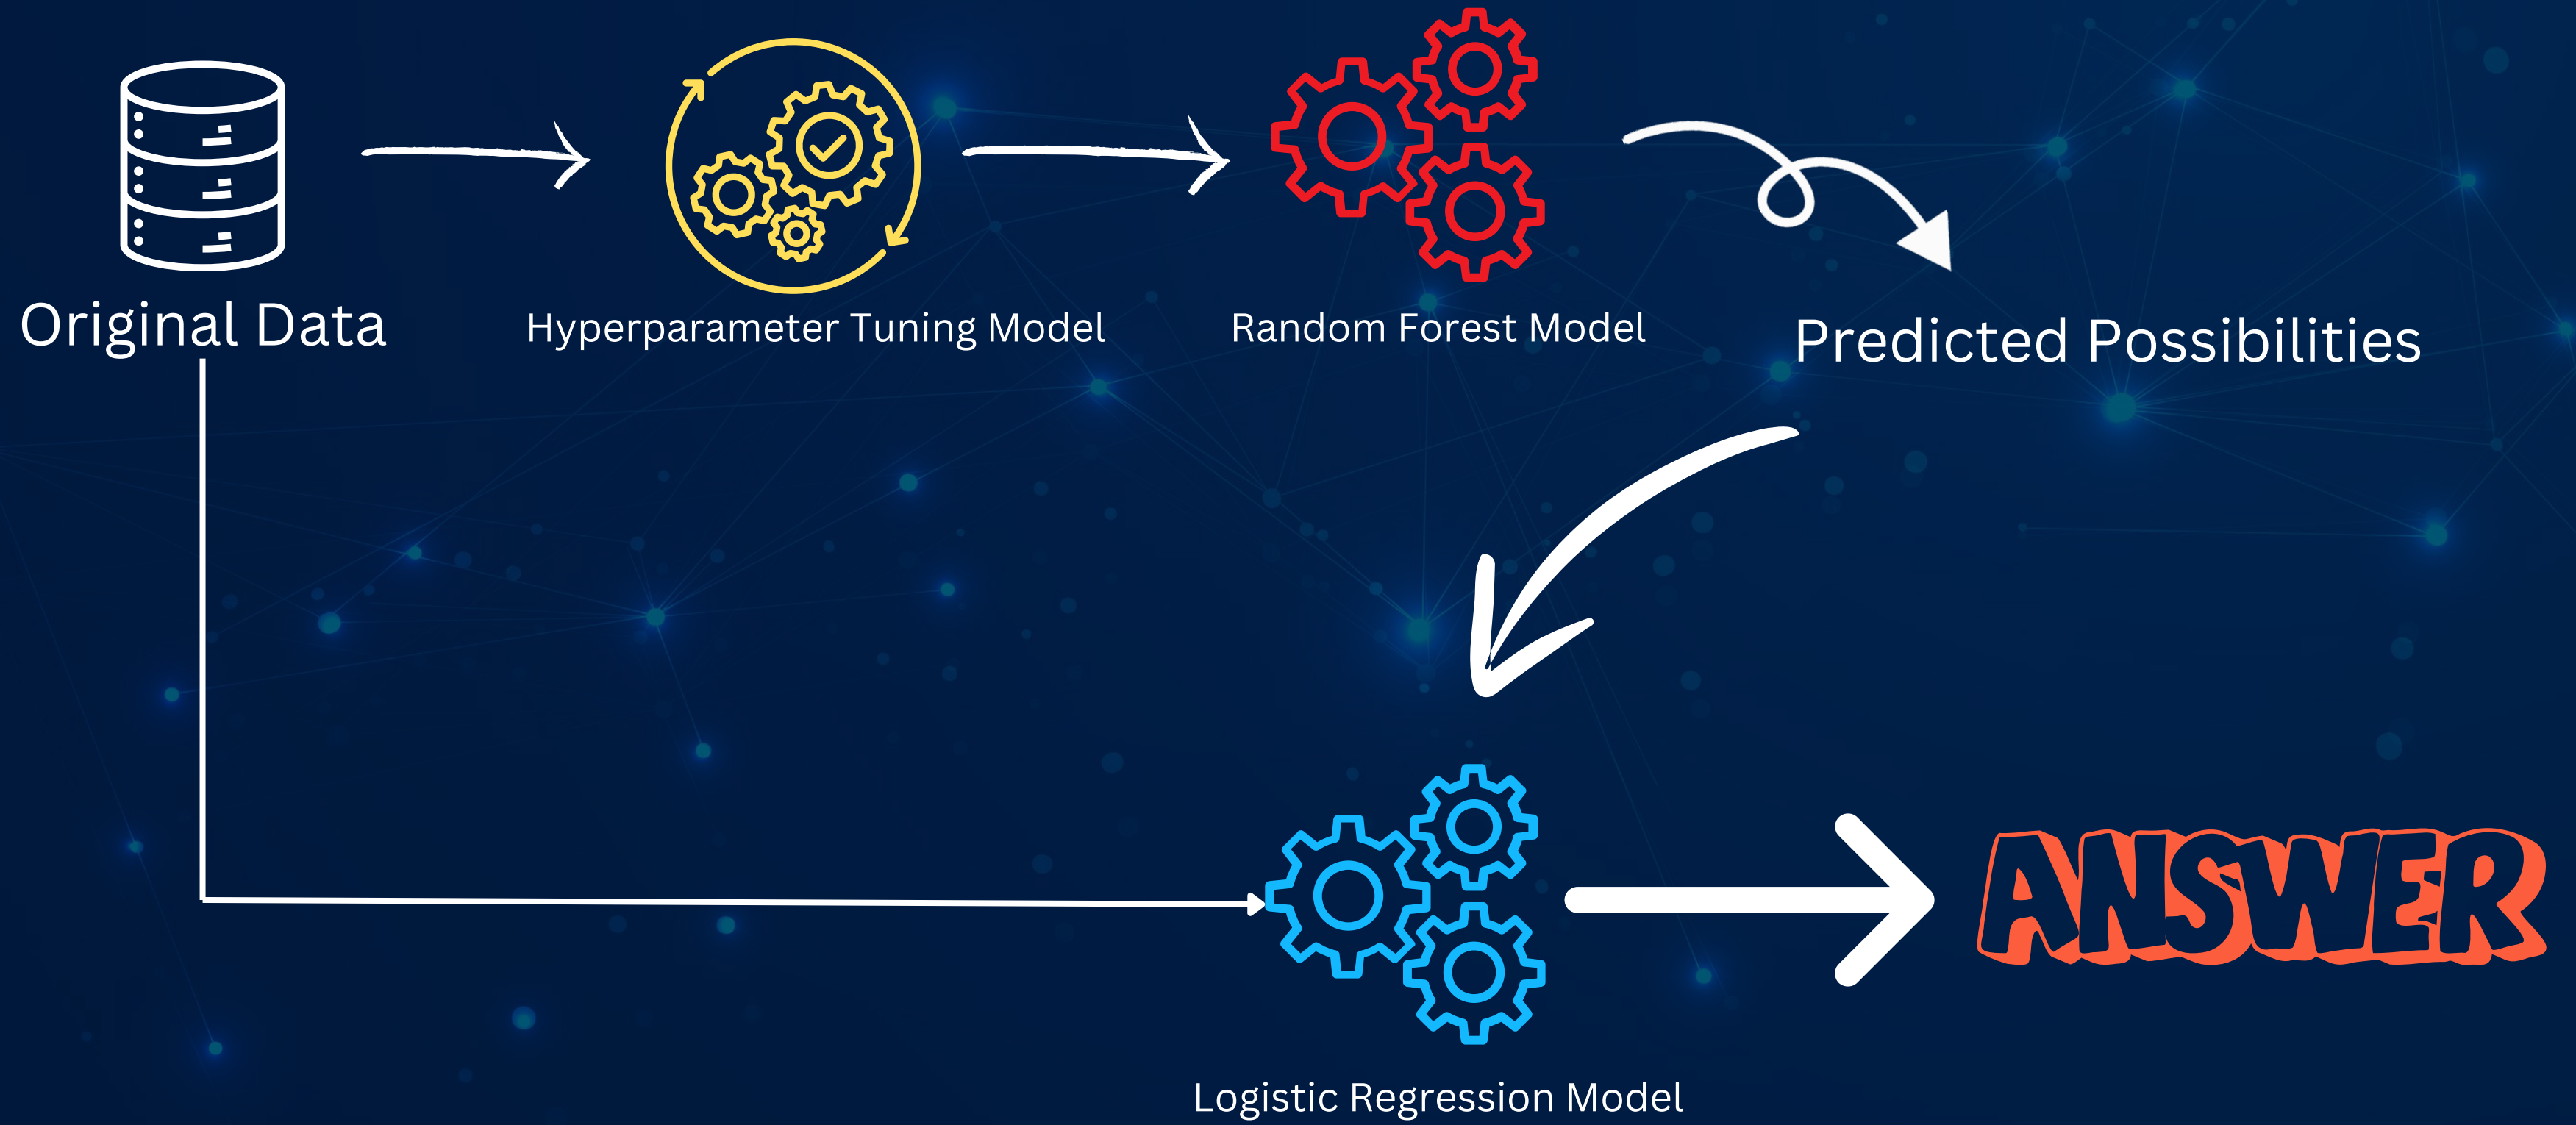 Original Data
Hyperparameter Tuning Model
Random Forest Model
Predicted Possibilities
ANSWER
Logistic Regression Model